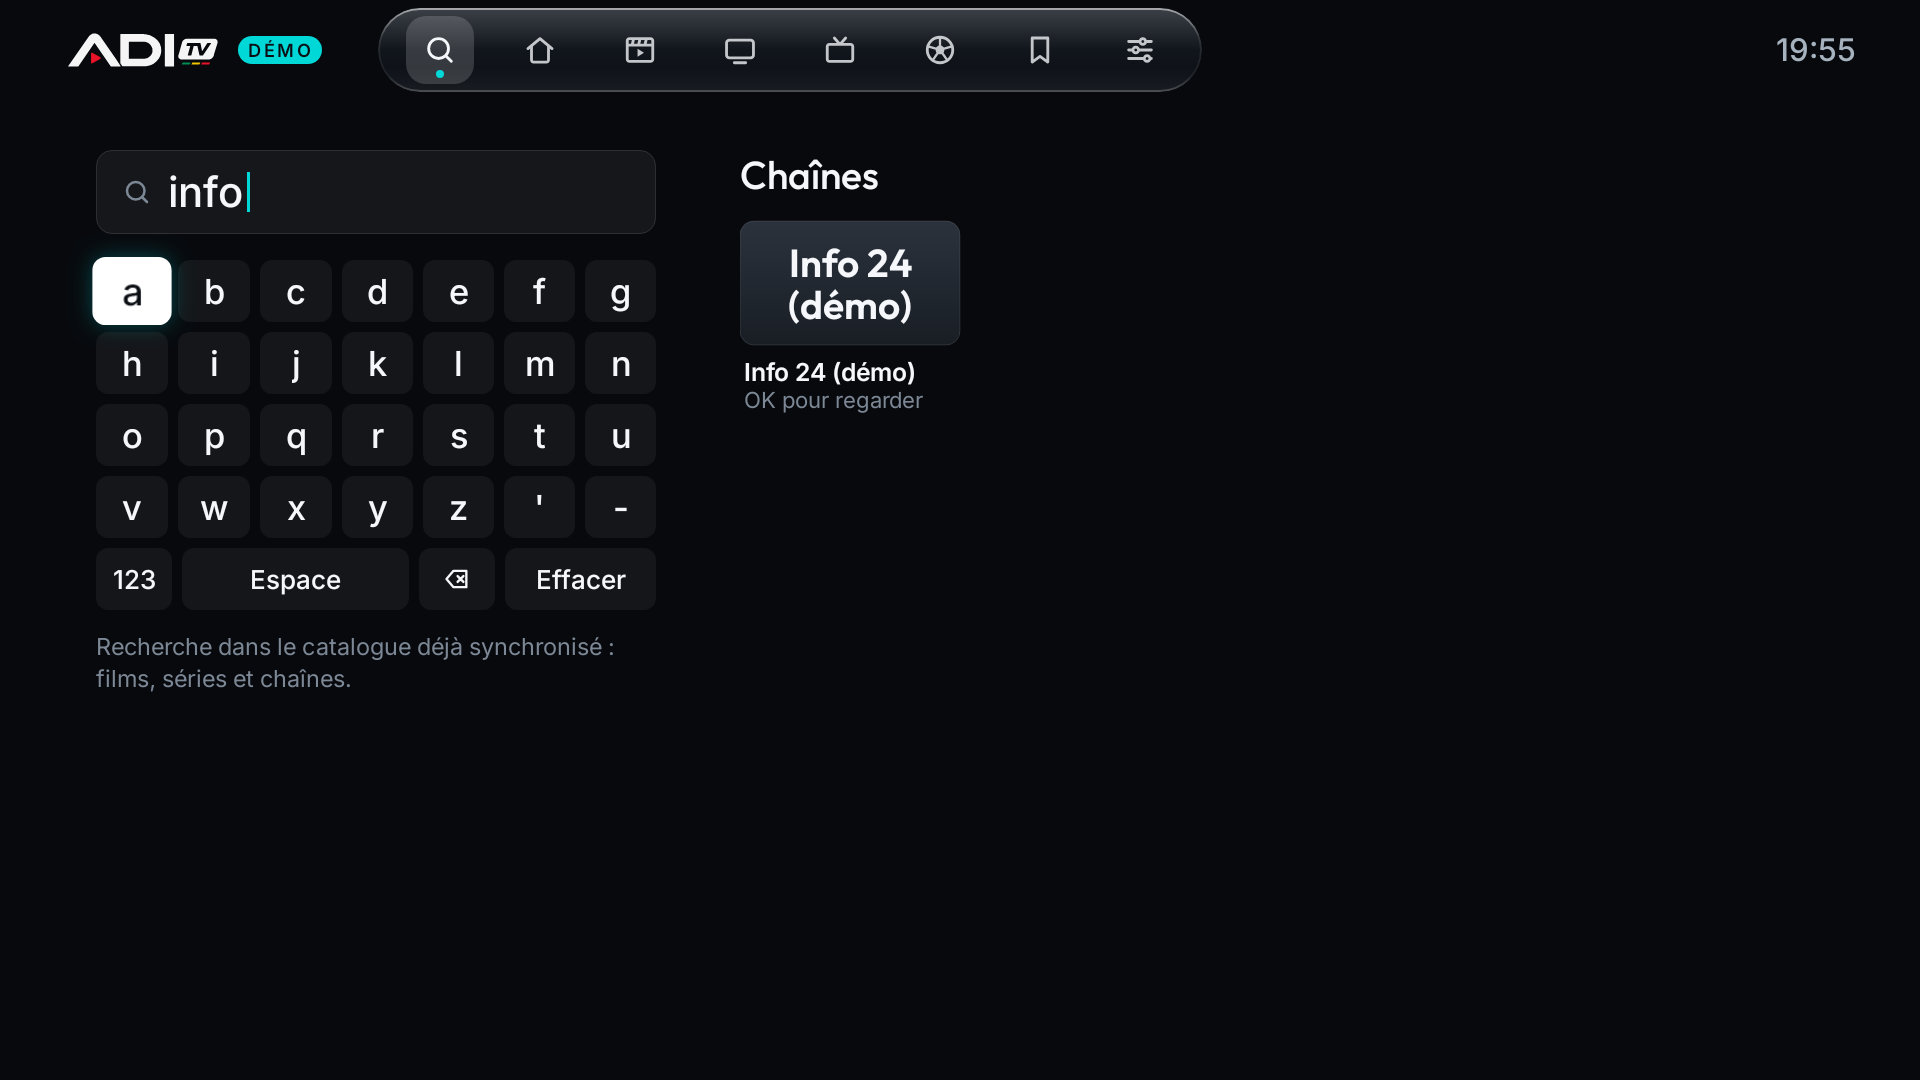 ADI TV DÉMO
19:55
info
a b c d e f g
h i j k l m n
o p q r s t u
v w x y z ' -
123 Espace Effacer
Recherche dans le catalogue déjà synchronisé :
films, séries et chaînes.
Chaînes
Info 24
(démo)
Info 24 (démo)
OK pour regarder